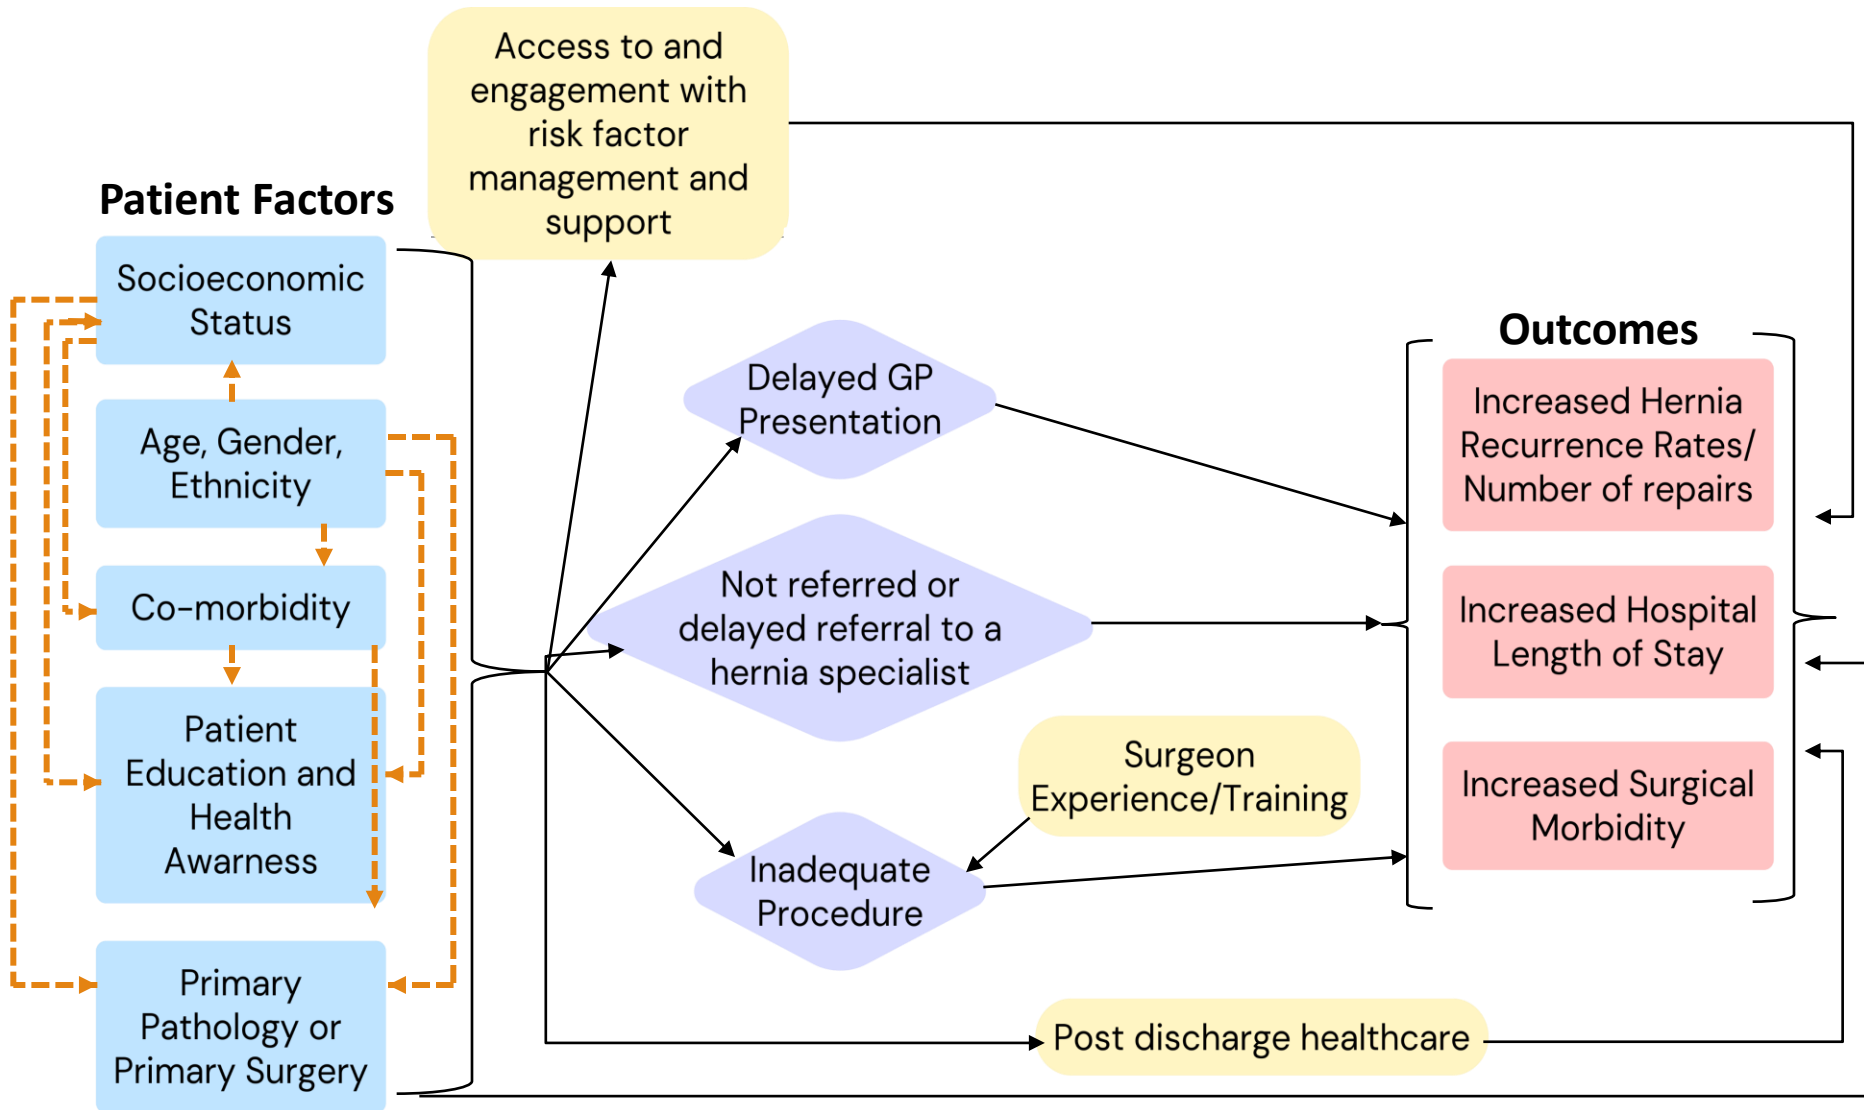 Access to and
engagement with
risk factor
management and
support
Patient Factors
Socioeconomic
Status
Age, Gender,
Ethnicity
Co-morbidity
Patient
Education and
Health
Awarness
Primary
Pathology or
Primary Surgery
Delayed GP
Presentation
Not referred or
delayed referral to a
hernia specialist
Surgeon
Experience/Training
Inadequate
Procedure
Post discharge healthcare
Outcomes
Increased Hernia
Recurrence Rates/
Number of repairs
Increased Hospital
Length of Stay
Increased Surgical
Morbidity